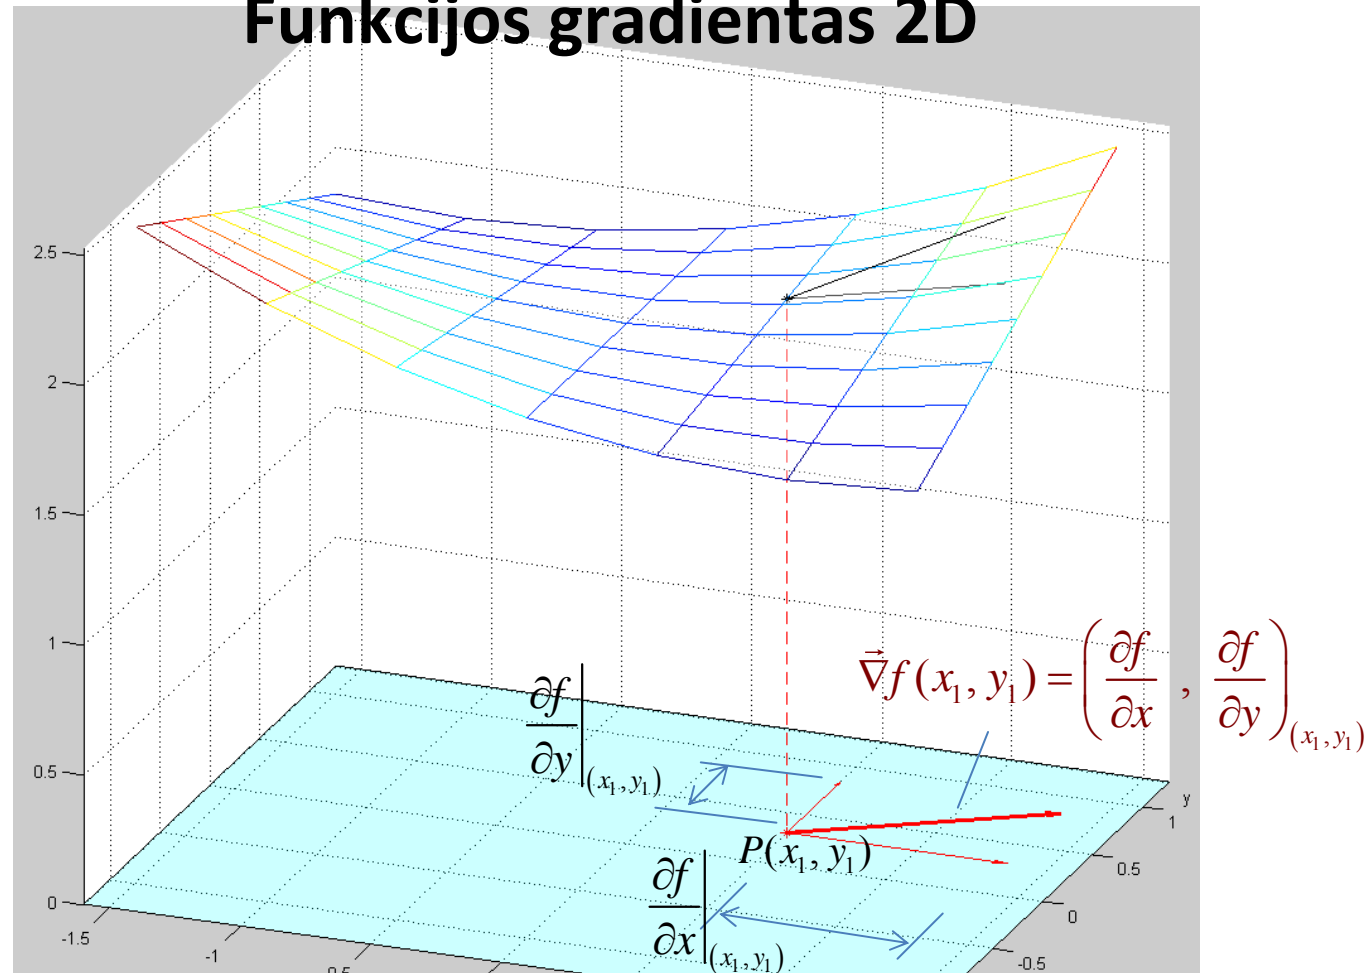 Funkcijos gradientas 2D
2.5
2
1.5
1
0.5
0
∇⃗f(x₁, y₁) = (∂f/∂x , ∂f/∂y)(x₁, y₁)
∂f/∂y|(x₁, y₁)
P(x₁, y₁)
∂f/∂x|(x₁, y₁)
y
1
0.5
0
-0.5
-1.5
-1